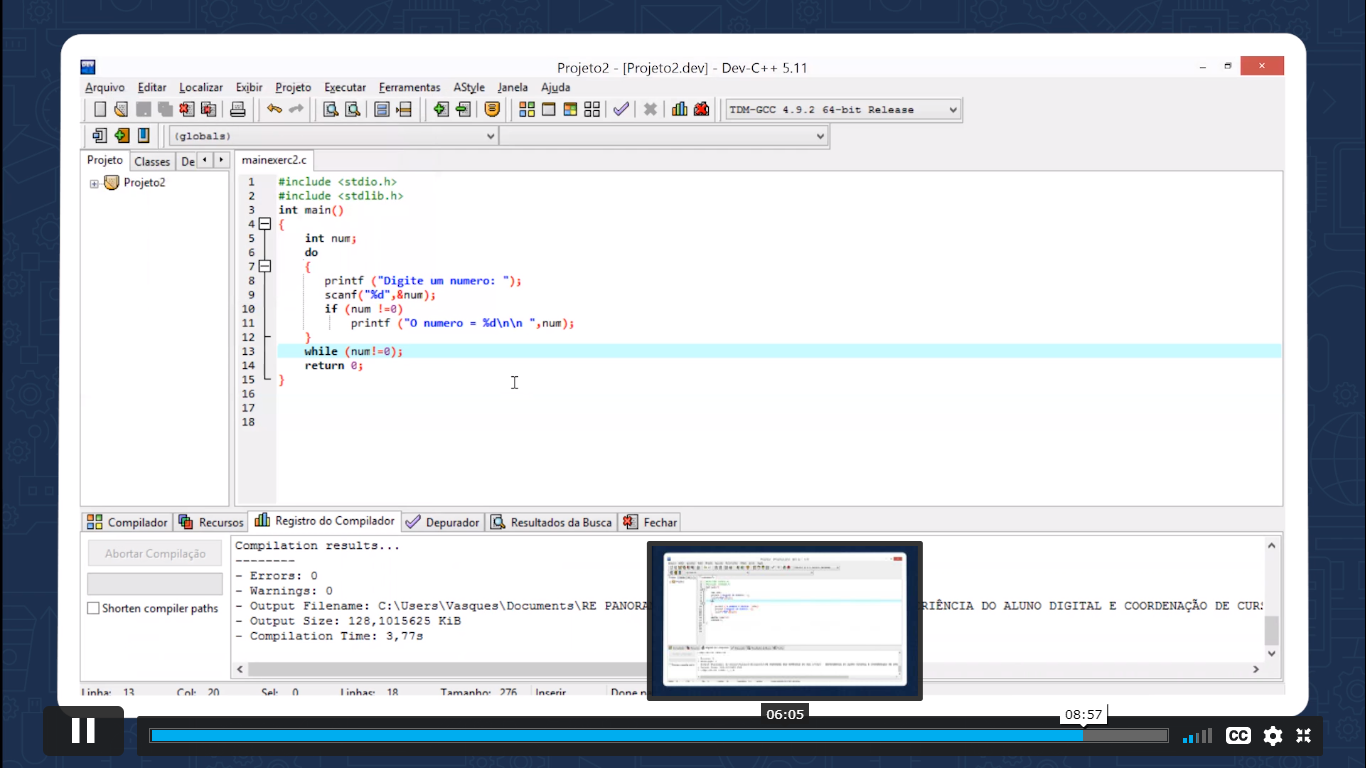 Projeto2 - [Projeto2.dev] - Dev-C++ 5.11
Arquivo Editar Localizar Exibir Projeto Executar Ferramentas AStyle Janela Ajuda
TDM-GCC 4.9.2 64-bit Release
(globals)
Projeto Classes De
mainexerc2.c
Projeto2
1 #include <stdio.h>
2 #include <stdlib.h>
3 int main()
4 {
5 int num;
6 do
7 {
8 printf ("Digite um numero: ");
9 scanf("%d",&num);
10 if (num !=0)
11 printf ("O numero = %d\n\n ",num);
12 }
13 while (num!=0);
14 return 0;
15 }
16
17
18
Compilador Recursos Registro do Compilador Depurador Resultados da Busca Fechar
Abortar Compilação
Shorten compiler paths
Compilation results...
--------
- Errors: 0
- Warnings: 0
- Output Filename: C:\Users\Vasques\Documents\RE PANORA RIÊNCIA DO ALUNO DIGITAL E COORDENAÇÃO DE CUR
- Output Size: 128,1015625 KiB
- Compilation Time: 3,77s
Linha: 13 Col: 20 Sel: 0 Linhas: 18 Tamanho: 276 Inserir Done
06:05
08:57
CC